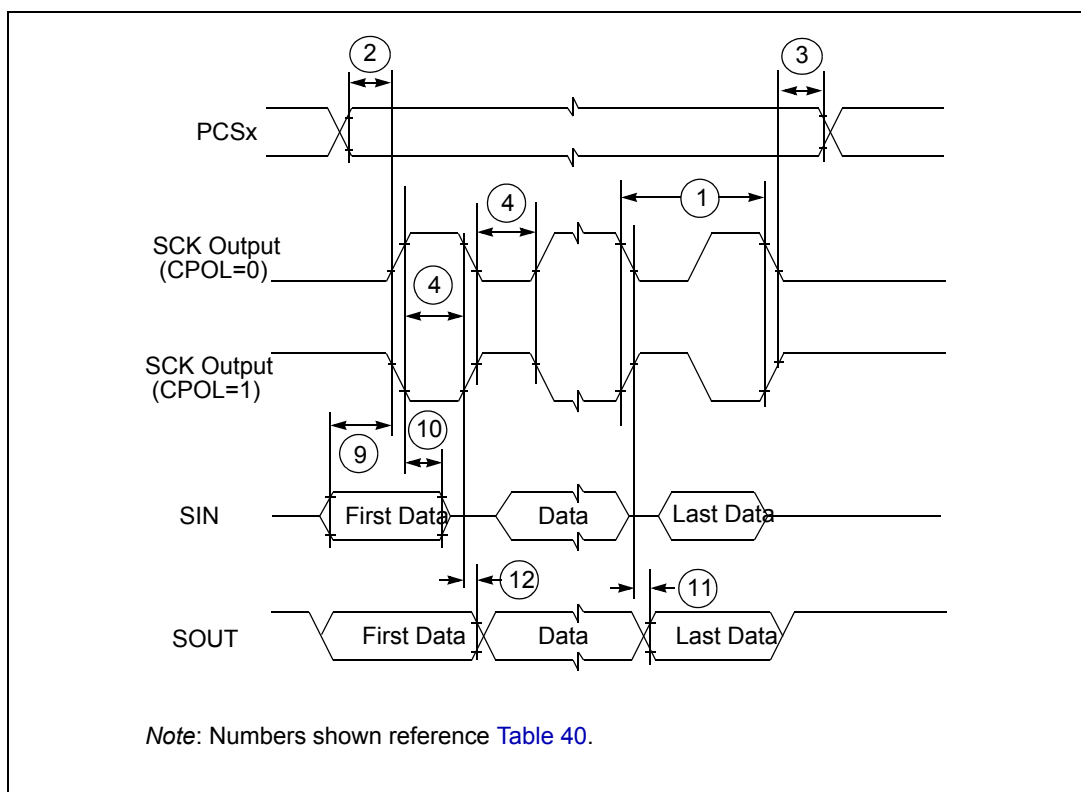 2
3
PCSx
4
1
SCK Output
(CPOL=0)
4
SCK Output
(CPOL=1)
9
10
SIN
First Data
Data
Last Data
12
11
SOUT
First Data
Data
Last Data
Note: Numbers shown reference Table 40.